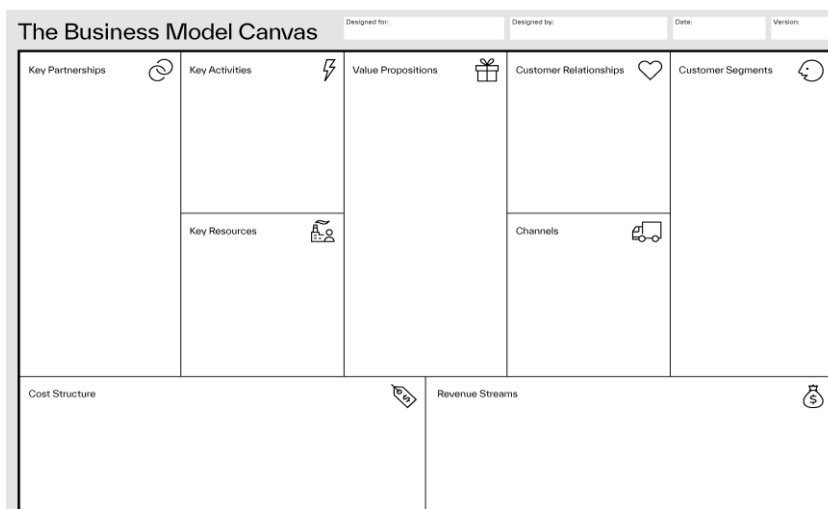 The Business Model Canvas
Designed for:
Designed by:
Date:
Version:
Key Partnerships
Key Activities
Value Propositions
Customer Relationships
Customer Segments
Key Resources
Channels
Cost Structure
Revenue Streams
$
$